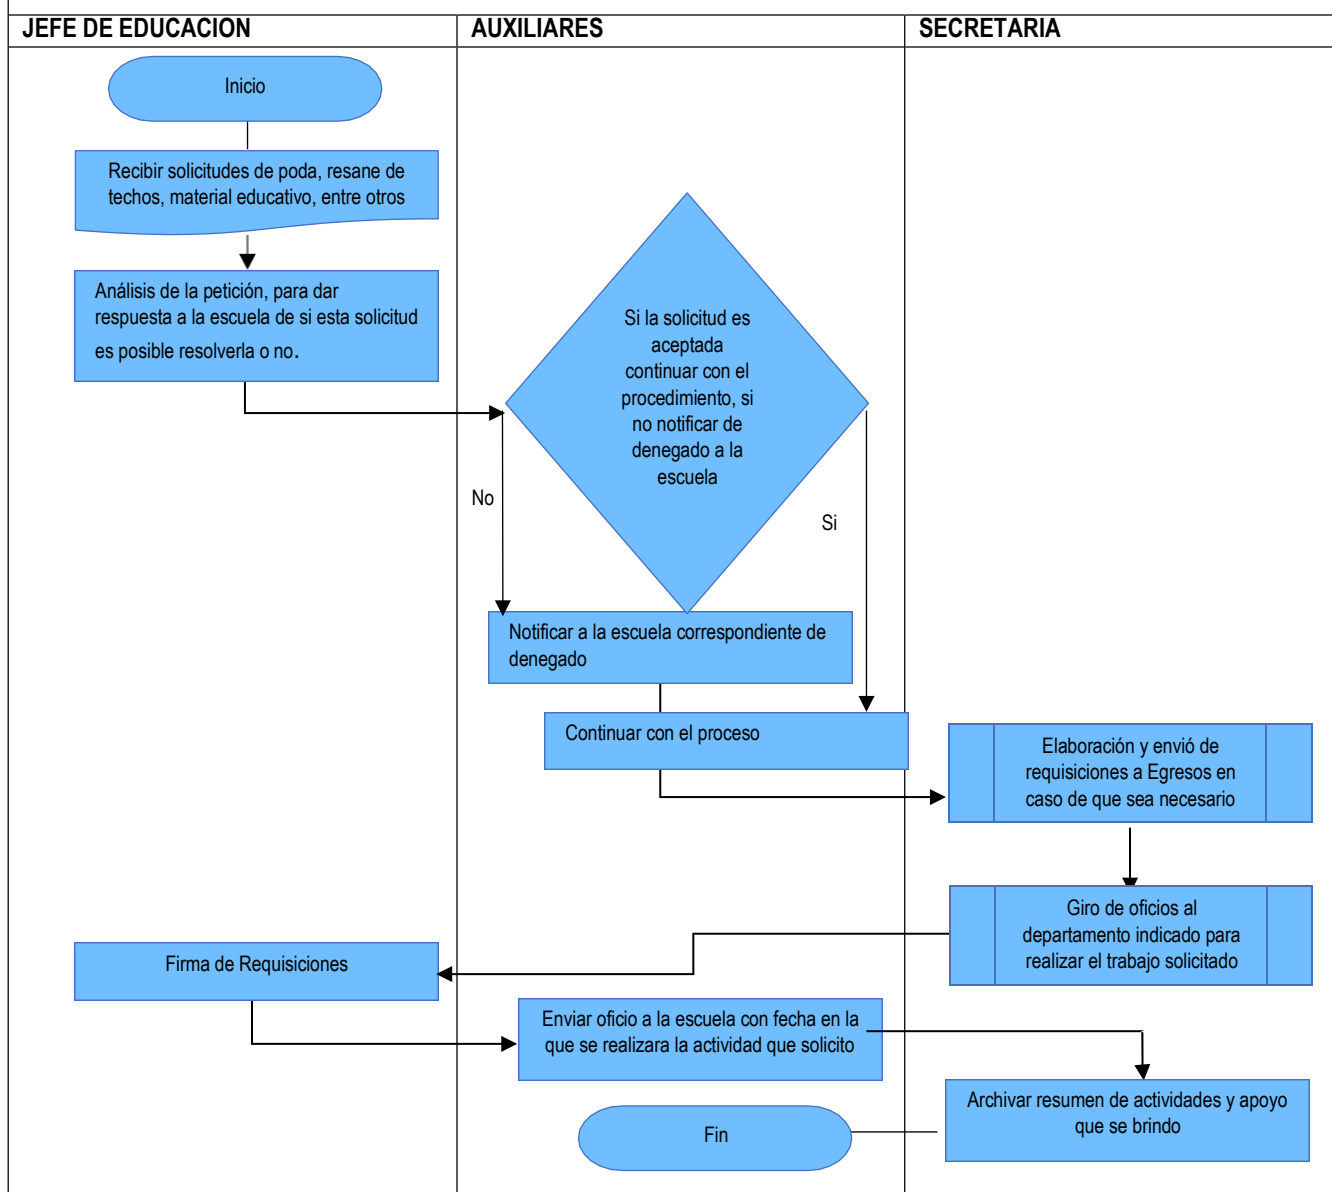 JEFE DE EDUCACION
AUXILIARES
SECRETARIA
Inicio
Recibir solicitudes de poda, resane de
techos, material educativo, entre otros
Análisis de la petición, para dar
respuesta a la escuela de si esta solicitud
es posible resolverla o no.
Si la solicitud es
aceptada
continuar con el
procedimiento, si
no notificar de
denegado a la
escuela
No
Si
Notificar a la escuela correspondiente de
denegado
Continuar con el proceso
Elaboración y envió de
requisiciones a Egresos en
caso de que sea necesario
Giro de oficios al
departamento indicado para
realizar el trabajo solicitado
Firma de Requisiciones
Enviar oficio a la escuela con fecha en la
que se realizara la actividad que solicito
Archivar resumen de actividades y apoyo
que se brindo
Fin